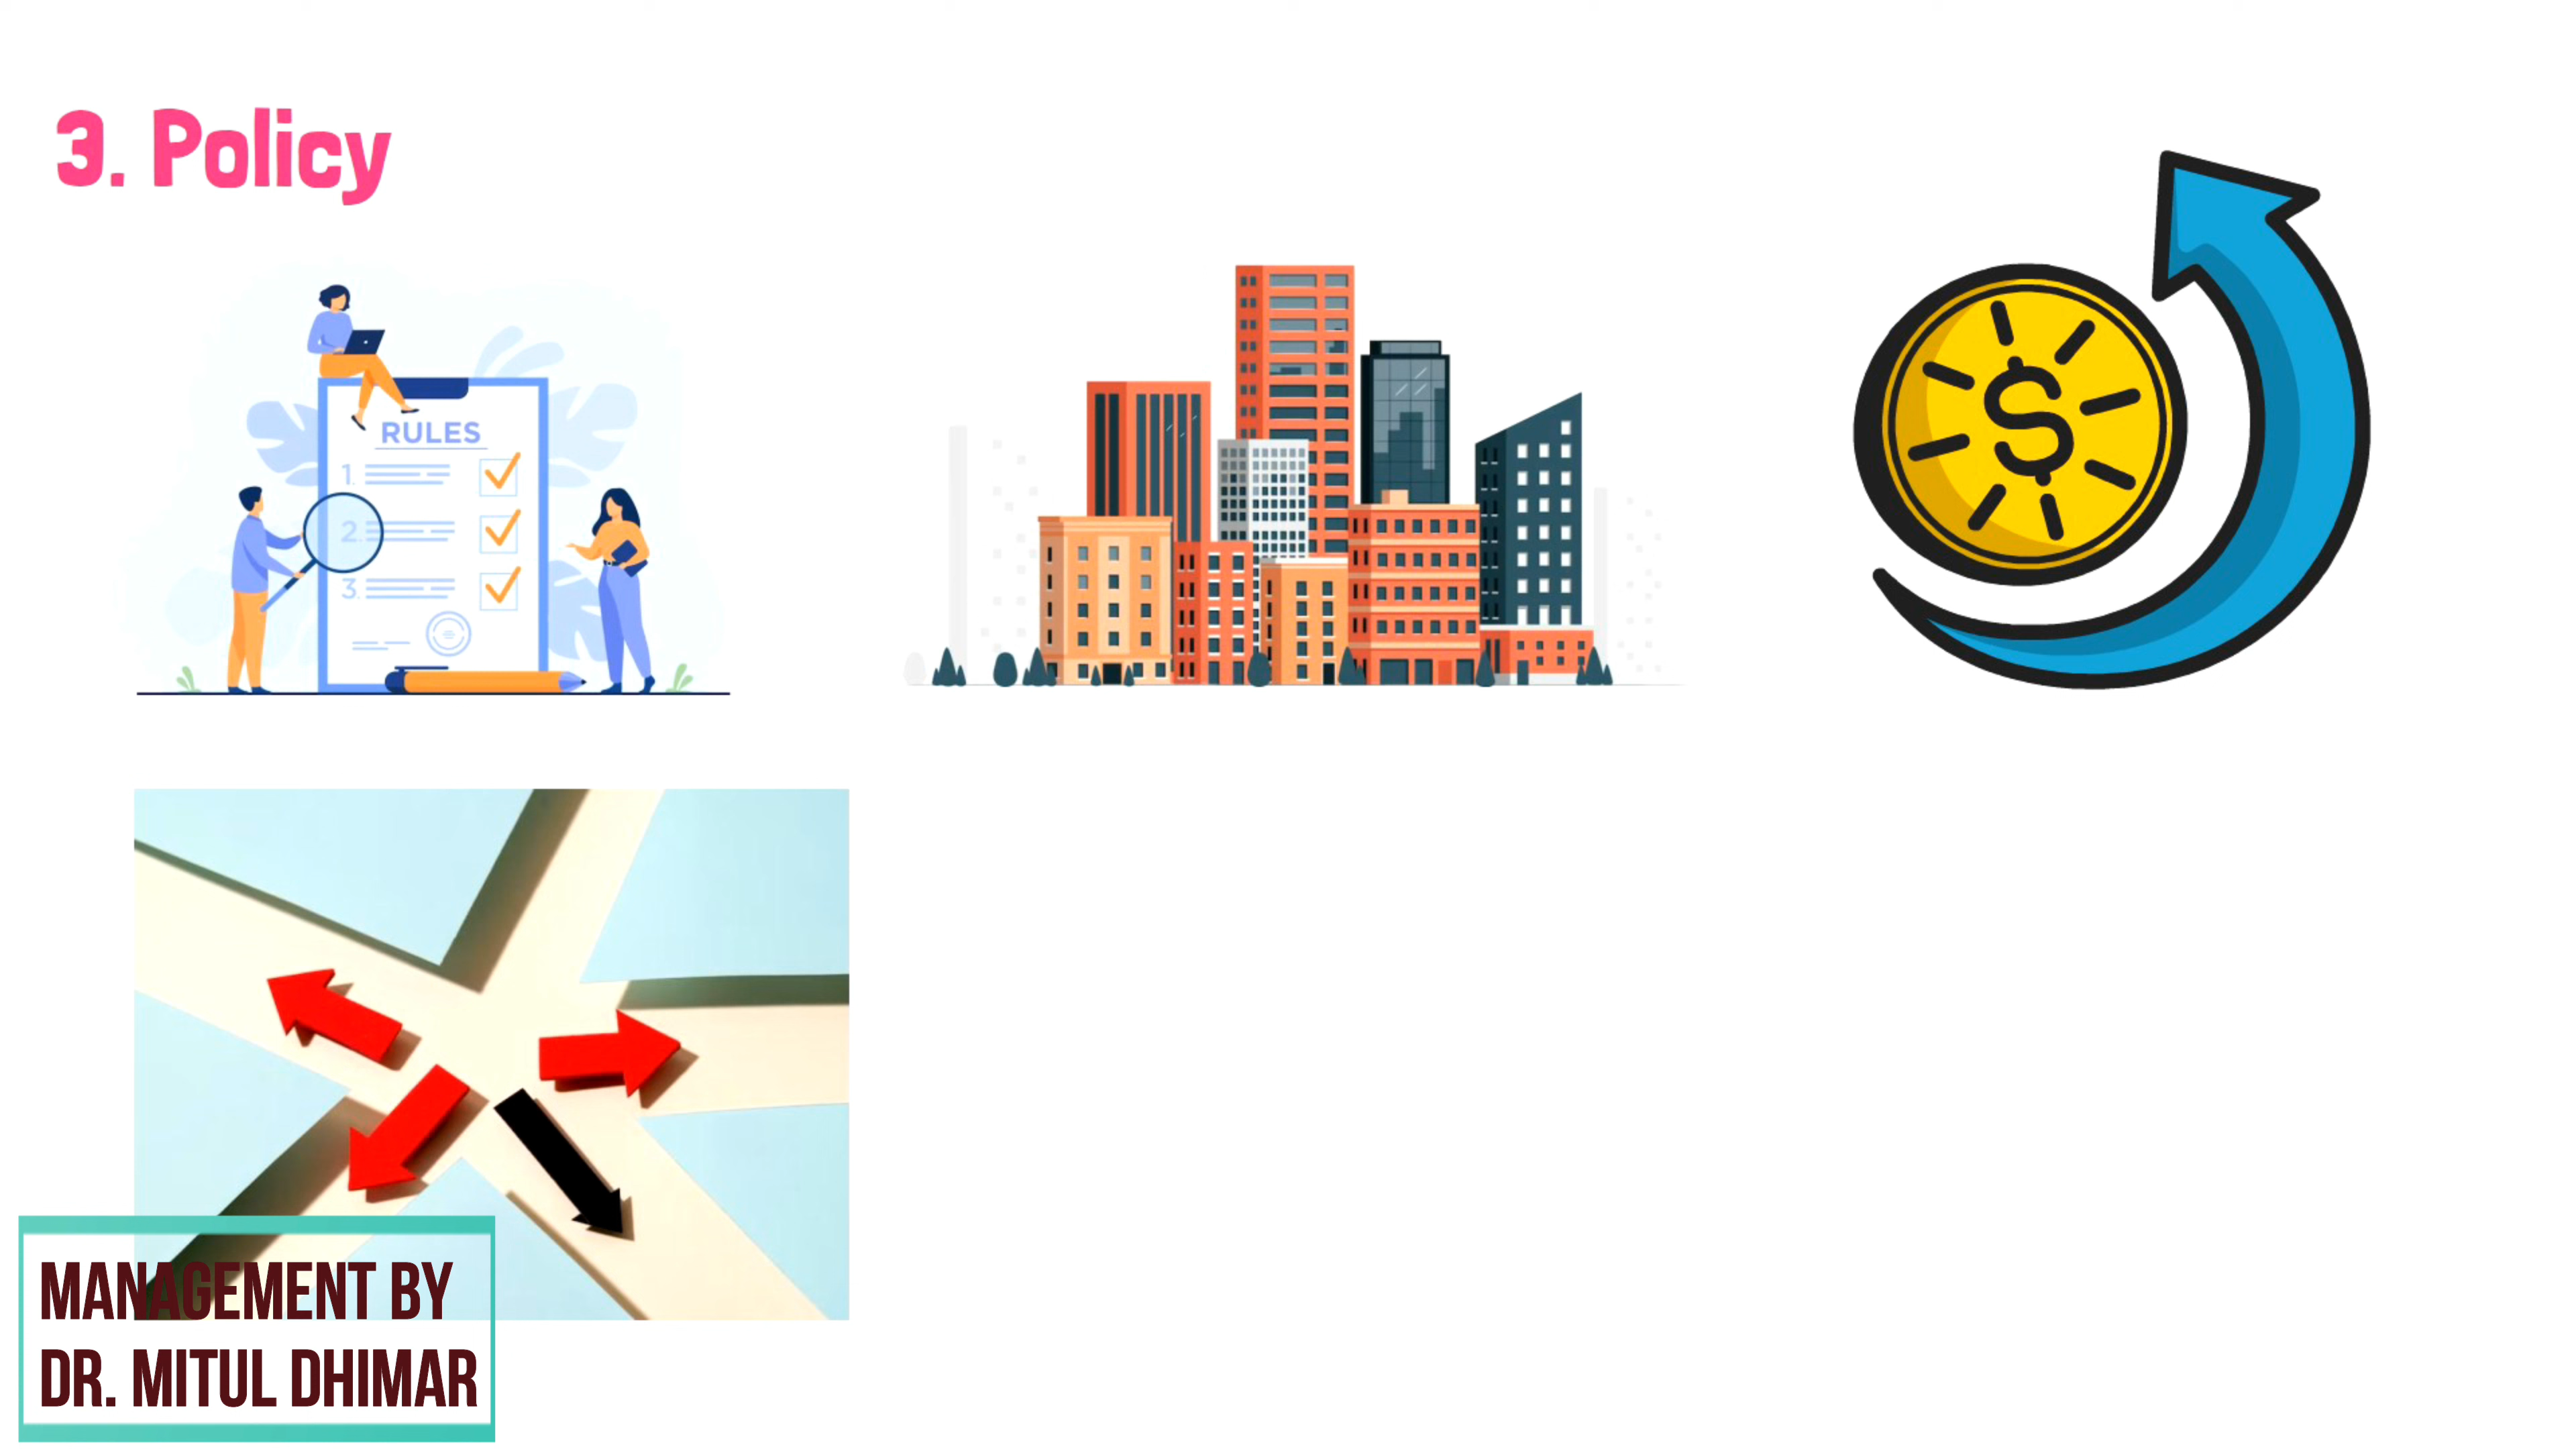 3. Policy
RULES
1.
2.
3.
$
MANAGEMENT BY
DR. MITUL DHIMAR